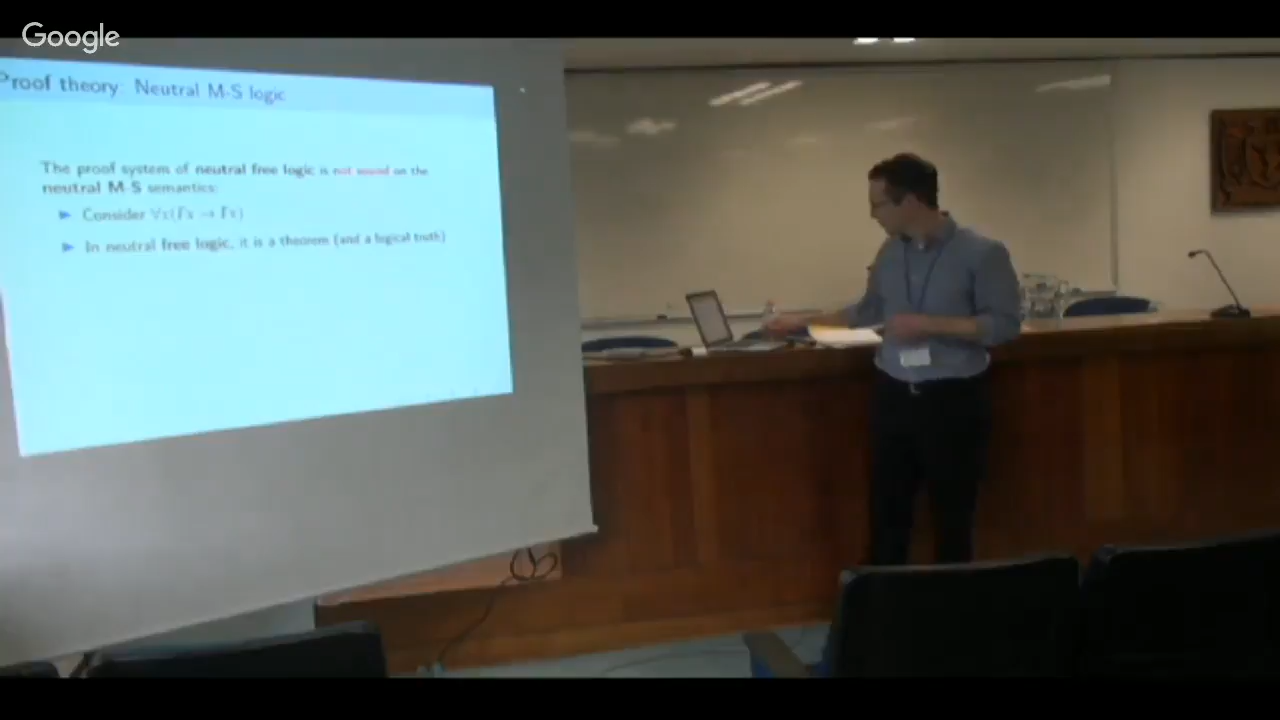 Google
Proof theory: Neutral M-S logic
The proof system of neutral free logic is not sound on the
neutral M-S semantics:
Consider ∀x(Fx → Fx)
In neutral free logic, it is a theorem (and a logical truth)